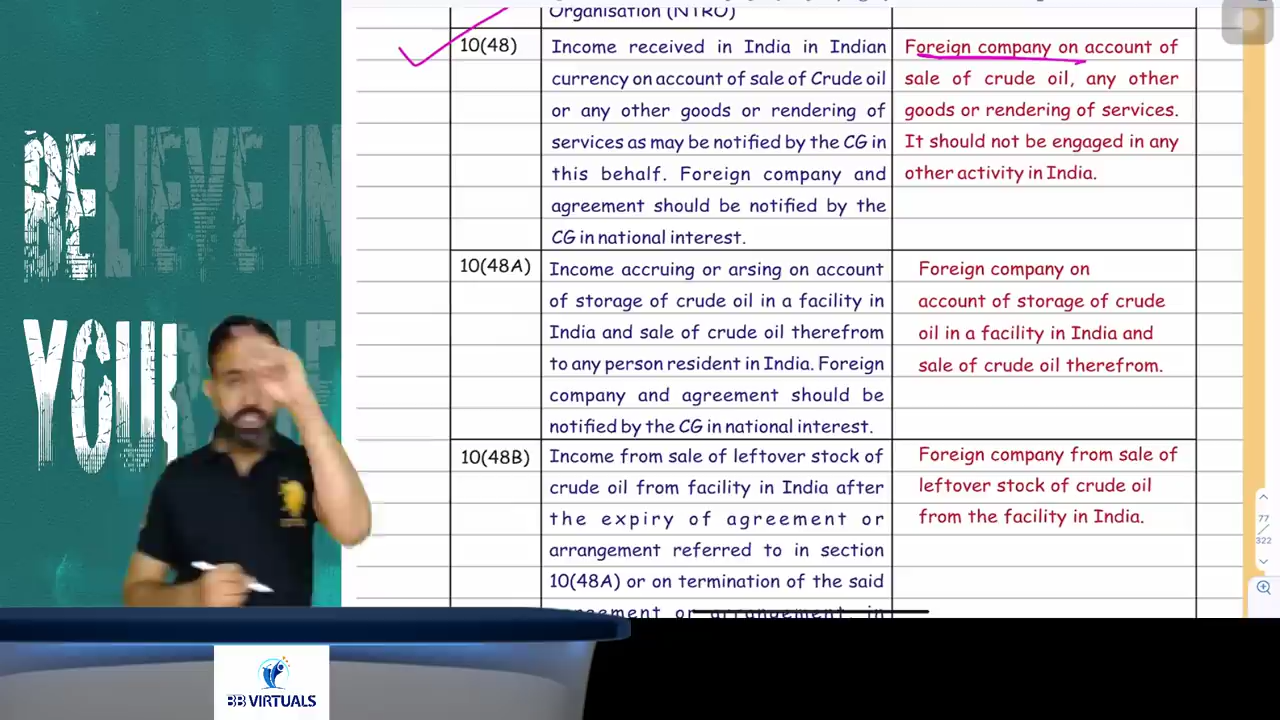 BELIEVE IN
YOURSELF
Organisation (NTRO)
10(48)
Income received in India in Indian
currency on account of sale of Crude oil
or any other goods or rendering of
services as may be notified by the CG in
this behalf. Foreign company and
agreement should be notified by the
CG in national interest.
Foreign company on account of
sale of crude oil, any other
goods or rendering of services.
It should not be engaged in any
other activity in India.
10(48A)
Income accruing or arsing on account
of storage of crude oil in a facility in
India and sale of crude oil therefrom
to any person resident in India. Foreign
company and agreement should be
notified by the CG in national interest.
Foreign company on
account of storage of crude
oil in a facility in India and
sale of crude oil therefrom.
10(48B)
Income from sale of leftover stock of
crude oil from facility in India after
the expiry of agreement or
arrangement referred to in section
10(48A) or on termination of the said
agreement or arrangement, in
Foreign company from sale of
leftover stock of crude oil
from the facility in India.
77
/
322
BB VIRTUALS